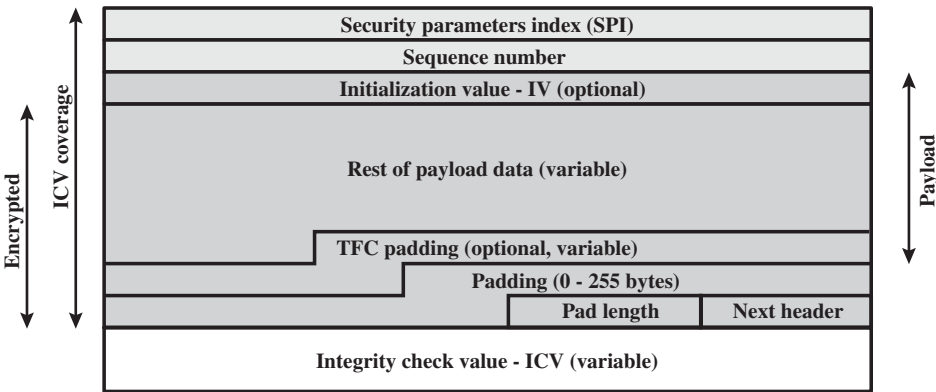 Security parameters index (SPI)
Sequence number
Initialization value - IV (optional)
Rest of payload data (variable)
TFC padding (optional, variable)
Padding (0 - 255 bytes)
Pad length
Next header
Integrity check value - ICV (variable)
Encrypted
ICV coverage
Payload